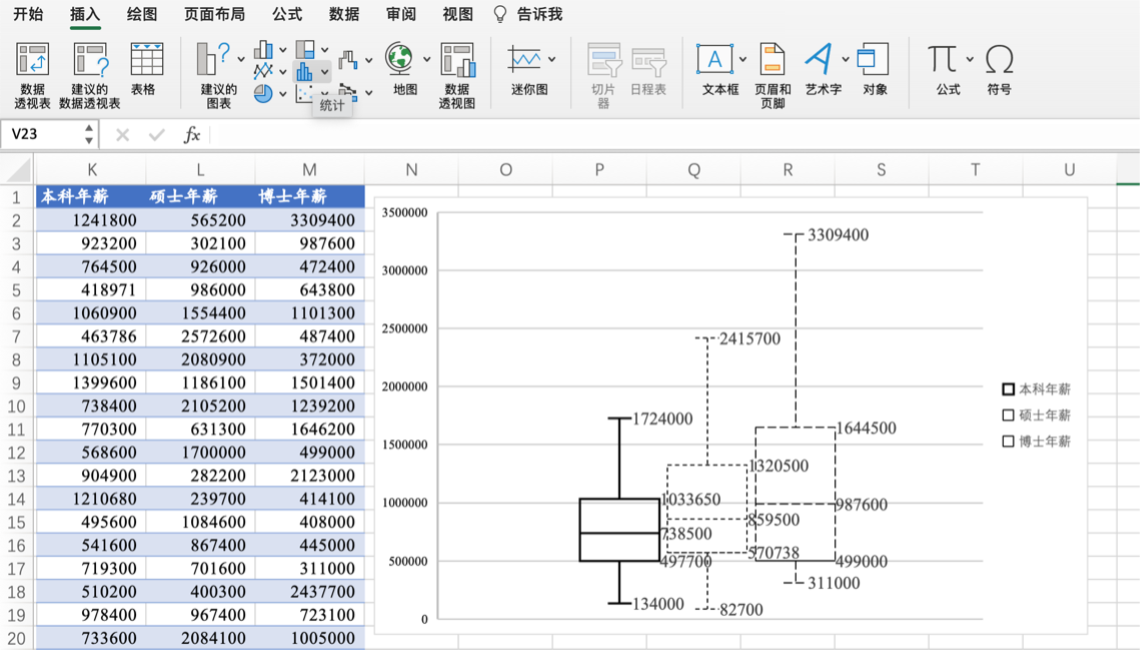 开始 插入 绘图 页面布局 公式 数据 审阅 视图 告诉我
数据透视表 建议的数据透视表 表格 建议的图表 地图 数据透视图 迷你图 切片器 日程表 文本框 页眉和页脚 艺术字 对象 公式 符号
统计
V23 fx
K L M N O P Q R S T U
1 本科年薪 硕士年薪 博士年薪
2 1241800 565200 3309400
3 923200 302100 987600
4 764500 926000 472400
5 418971 986000 643800
6 1060900 1554400 1101300
7 463786 2572600 487400
8 1105100 2080900 372000
9 1399600 1186100 1501400
10 738400 2105200 1239200
11 770300 631300 1646200
12 568600 1700000 499000
13 904900 282200 2123000
14 1210680 239700 414100
15 495600 1084600 408000
16 541600 867400 445000
17 719300 701600 311000
18 510200 400300 2437700
19 978400 967400 723100
20 733600 2084100 1005000
3500000
3000000
2500000
2000000
1500000
1000000
500000
0
1724000
1033650
738500
497700
134000
2415700
1320500
859500
570738
82700
3309400
1644500
987600
499000
311000
本科年薪
硕士年薪
博士年薪